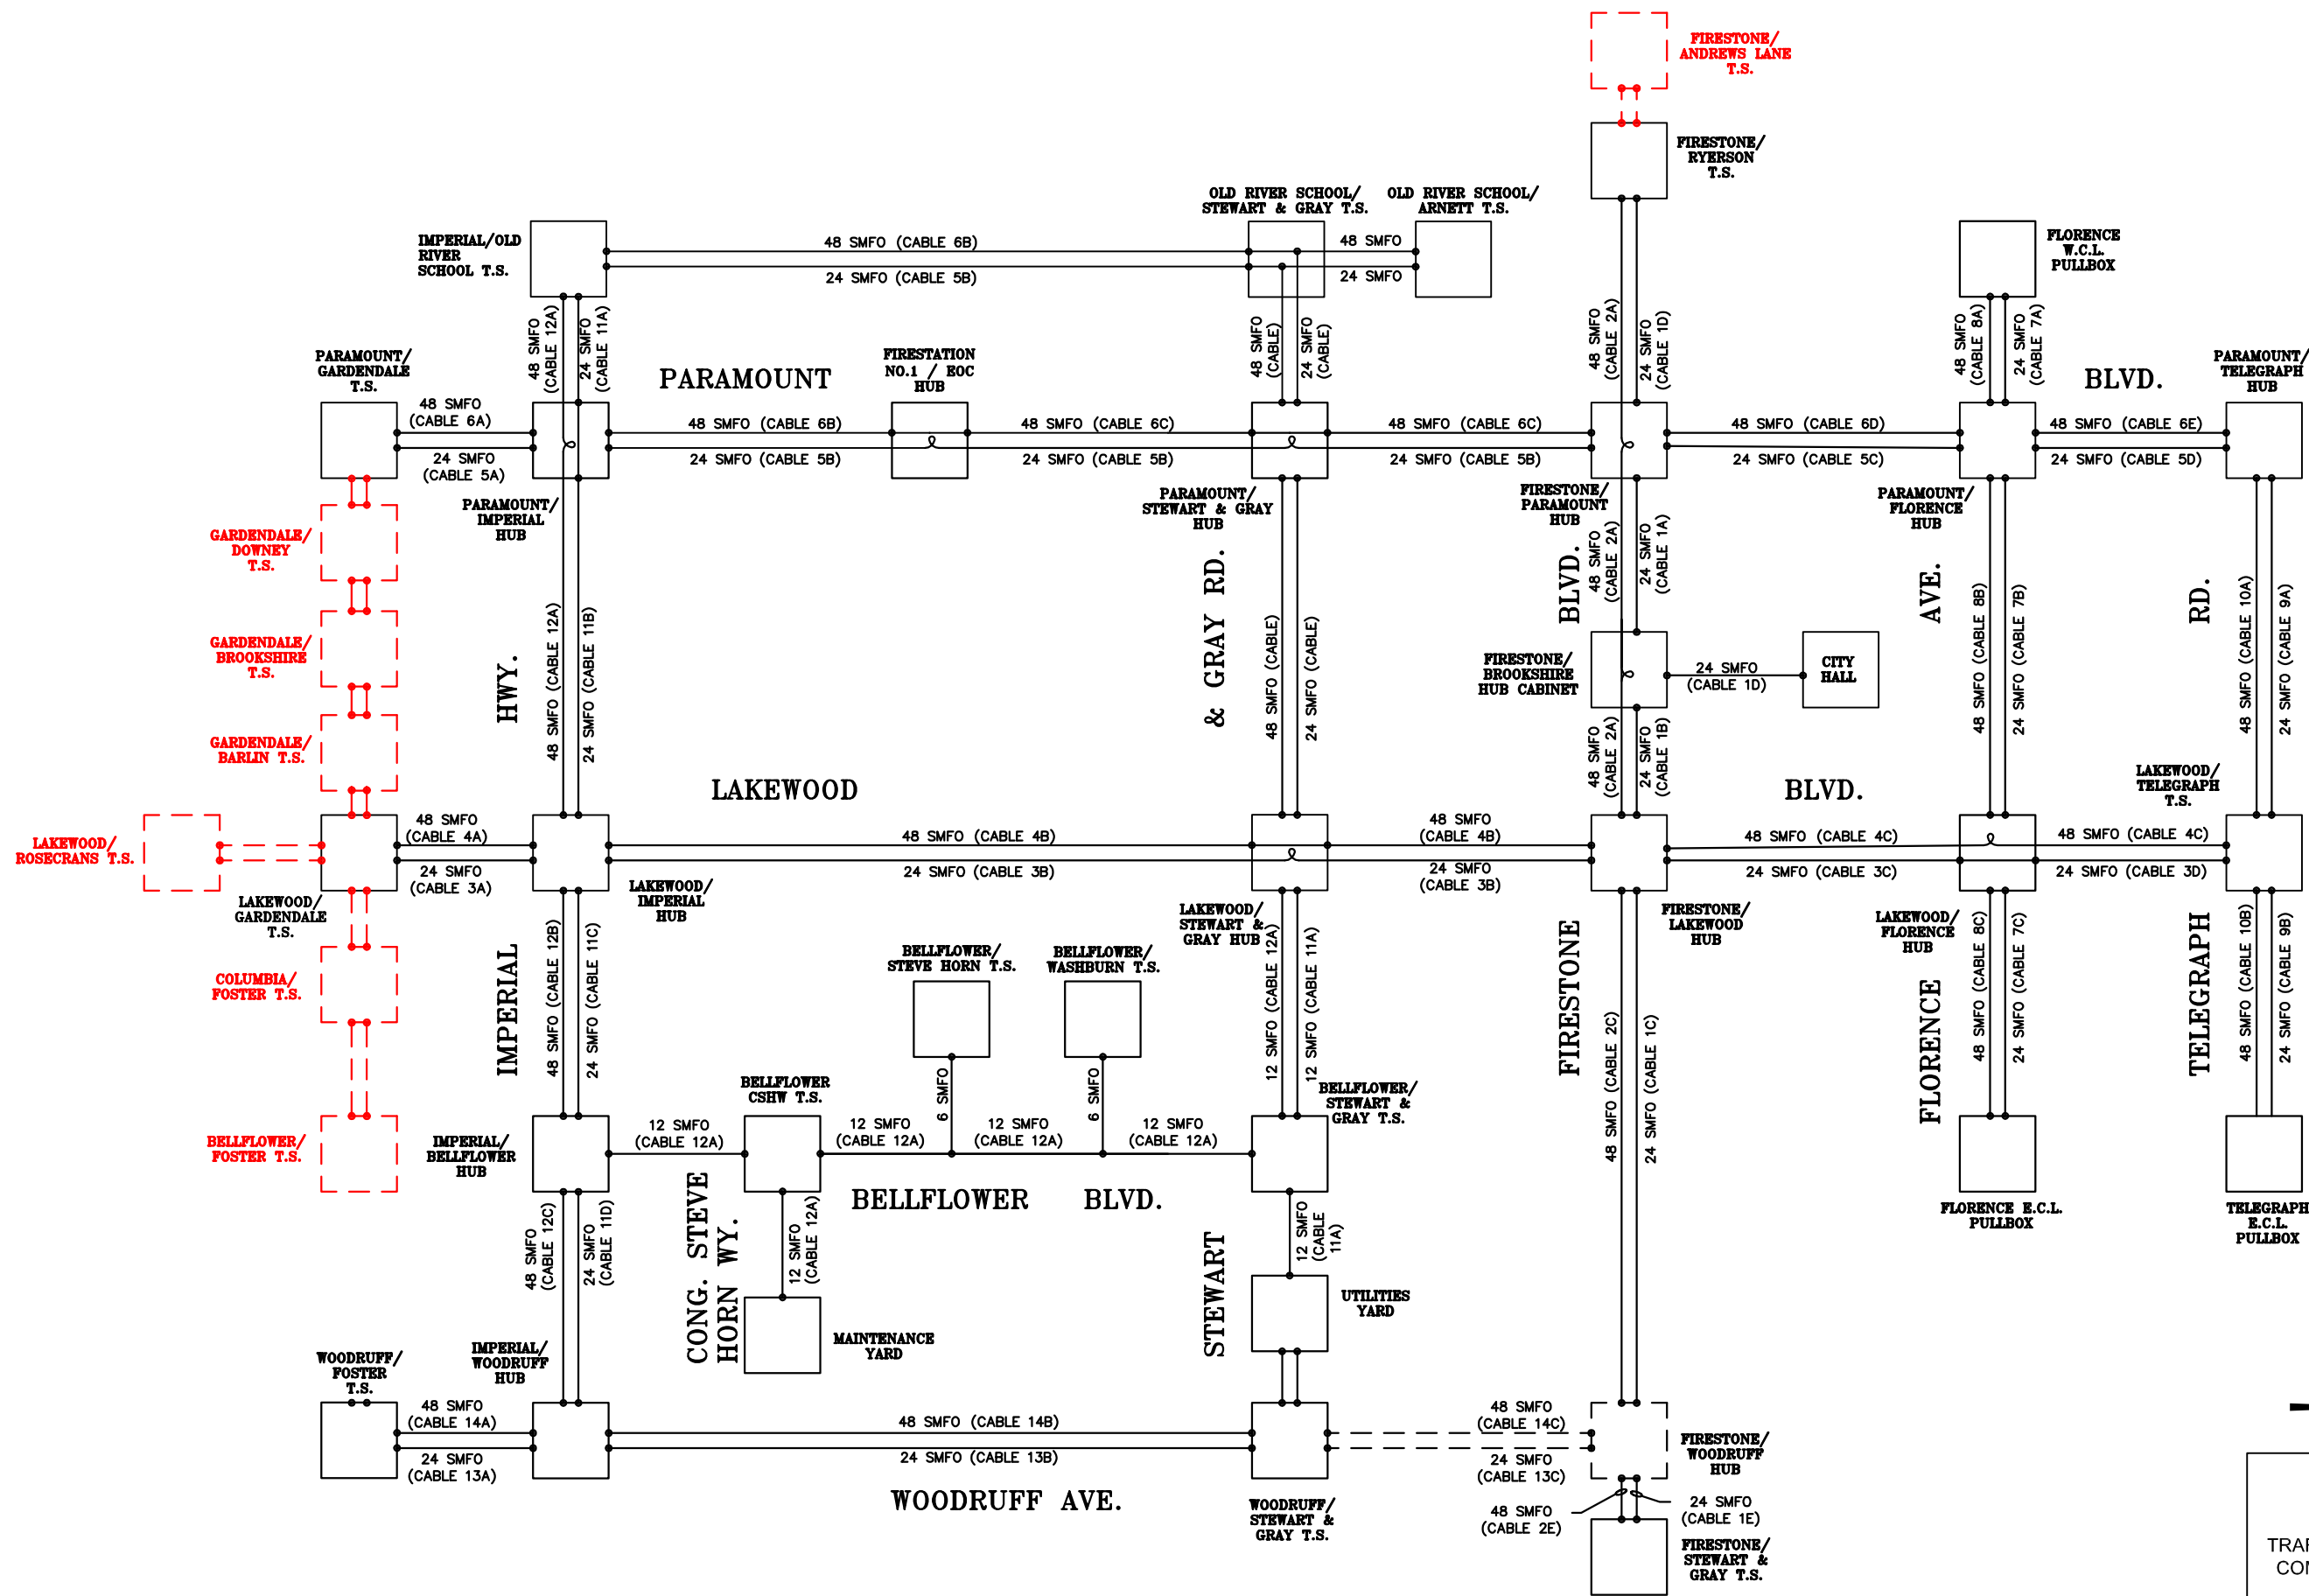 FIRESTONE/
ANDREWS LANE
T.S.
FIRESTONE/
RYERSON
T.S.
OLD RIVER SCHOOL/
STEWART & GRAY T.S.
OLD RIVER SCHOOL/
ARNETT T.S.
IMPERIAL/OLD
RIVER
SCHOOL T.S.
48 SMFO (CABLE 6B)
24 SMFO (CABLE 5B)
48 SMFO
24 SMFO
FLORENCE
W.C.L.
PULLBOX
48 SMFO
(CABLE 12A)
24 SMFO
(CABLE 11A)
48 SMFO
(CABLE)
24 SMFO
(CABLE)
48 SMFO
(CABLE 2A)
24 SMFO
(CABLE 1D)
48 SMFO
(CABLE 8A)
24 SMFO
(CABLE 7A)
PARAMOUNT/
GARDENDALE
T.S.
PARAMOUNT
FIRESTATION
NO.1 / EOC
HUB
BLVD.
PARAMOUNT/
TELEGRAPH
HUB
48 SMFO
(CABLE 6A)
24 SMFO
(CABLE 5A)
48 SMFO (CABLE 6B)
24 SMFO (CABLE 5B)
48 SMFO (CABLE 6C)
24 SMFO (CABLE 5B)
48 SMFO (CABLE 6C)
24 SMFO (CABLE 5B)
48 SMFO (CABLE 6D)
24 SMFO (CABLE 5C)
48 SMFO (CABLE 6E)
24 SMFO (CABLE 5D)
PARAMOUNT/
IMPERIAL
HUB
PARAMOUNT/
STEWART & GRAY
HUB
FIRESTONE/
PARAMOUNT
HUB
PARAMOUNT/
FLORENCE
HUB
GARDENDALE/
DOWNEY
T.S.
GARDENDALE/
BROOKSHIRE
T.S.
GARDENDALE/
BARLIN T.S.
HWY.
48 SMFO (CABLE 12A)
24 SMFO (CABLE 11B)
& GRAY RD.
48 SMFO (CABLE)
24 SMFO (CABLE)
BLVD.
48 SMFO
(CABLE 2A)
24 SMFO
(CABLE 1A)
FIRESTONE/
BROOKSHIRE
HUB CABINET
24 SMFO
(CABLE 1D)
CITY
HALL
AVE.
48 SMFO (CABLE 8B)
24 SMFO (CABLE 7B)
RD.
48 SMFO (CABLE 10A)
24 SMFO (CABLE 9A)
48 SMFO
(CABLE 2A)
24 SMFO
(CABLE 1B)
LAKEWOOD
BLVD.
LAKEWOOD/
TELEGRAPH
T.S.
LAKEWOOD/
ROSECRANS T.S.
48 SMFO
(CABLE 4A)
24 SMFO
(CABLE 3A)
48 SMFO (CABLE 4B)
24 SMFO (CABLE 3B)
48 SMFO
(CABLE 4B)
24 SMFO
(CABLE 3B)
48 SMFO (CABLE 4C)
24 SMFO (CABLE 3C)
48 SMFO (CABLE 4C)
24 SMFO (CABLE 3D)
LAKEWOOD/
GARDENDALE
T.S.
LAKEWOOD/
IMPERIAL
HUB
LAKEWOOD/
STEWART &
GRAY HUB
FIRESTONE/
LAKEWOOD
HUB
LAKEWOOD/
FLORENCE
HUB
COLUMBIA/
FOSTER T.S.
IMPERIAL
48 SMFO (CABLE 12B)
24 SMFO (CABLE 11C)
BELLFLOWER/
STEVE HORN T.S.
BELLFLOWER/
WASHBURN T.S.
12 SMFO (CABLE 12A)
12 SMFO (CABLE 11A)
FIRESTONE
48 SMFO (CABLE 2C)
24 SMFO (CABLE 1C)
FLORENCE
48 SMFO (CABLE 8C)
24 SMFO (CABLE 7C)
TELEGRAPH
48 SMFO (CABLE 10B)
24 SMFO (CABLE 9B)
BELLFLOWER
CSHW T.S.
6 SMFO
6 SMFO
BELLFLOWER/
STEWART &
GRAY T.S.
BELLFLOWER/
FOSTER T.S.
IMPERIAL/
BELLFLOWER
HUB
12 SMFO
(CABLE 12A)
12 SMFO
(CABLE 12A)
12 SMFO
(CABLE 12A)
12 SMFO
(CABLE 12A)
BELLFLOWER
BLVD.
FLORENCE E.C.L.
PULLBOX
TELEGRAPH
E.C.L.
PULLBOX
48 SMFO
(CABLE 12C)
24 SMFO
(CABLE 11D)
CONG. STEVE
HORN WY.
12 SMFO
(CABLE 12A)
STEWART
12 SMFO
(CABLE
11A)
UTILITIES
YARD
MAINTENANCE
YARD
WOODRUFF/
FOSTER
T.S.
IMPERIAL/
WOODRUFF
HUB
48 SMFO
(CABLE 14A)
24 SMFO
(CABLE 13A)
48 SMFO (CABLE 14B)
24 SMFO (CABLE 13B)
48 SMFO
(CABLE 14C)
24 SMFO
(CABLE 13C)
FIRESTONE/
WOODRUFF
HUB
WOODRUFF AVE.
WOODRUFF/
STEWART &
GRAY T.S.
48 SMFO
(CABLE 2E)
24 SMFO
(CABLE 1E)
FIRESTONE/
STEWART &
GRAY T.S.